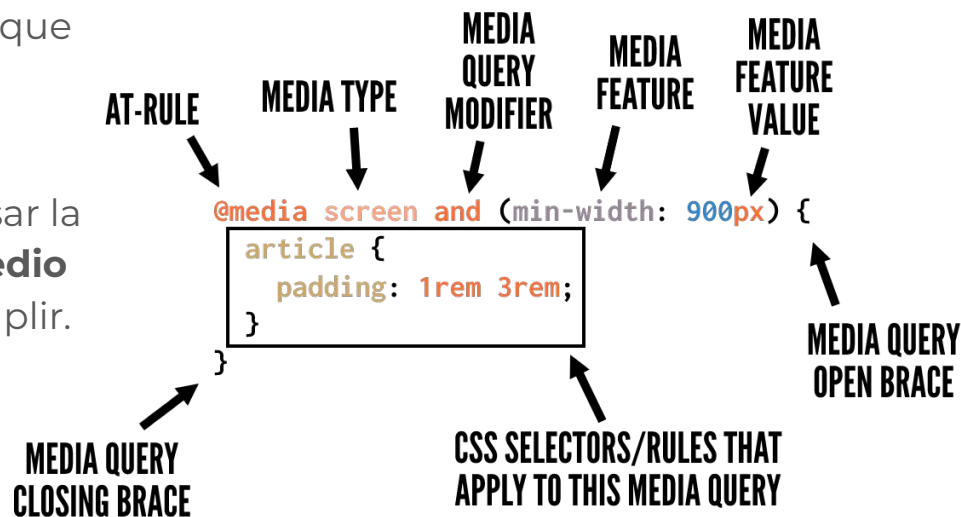 que
sar la
edio
plir.
AT-RULE
MEDIA TYPE
MEDIA
QUERY
MODIFIER
MEDIA
FEATURE
MEDIA
FEATURE
VALUE
@media screen and (min-width: 900px) {
article {
padding: 1rem 3rem;
}
}
MEDIA QUERY
OPEN BRACE
MEDIA QUERY
CLOSING BRACE
CSS SELECTORS/RULES THAT
APPLY TO THIS MEDIA QUERY